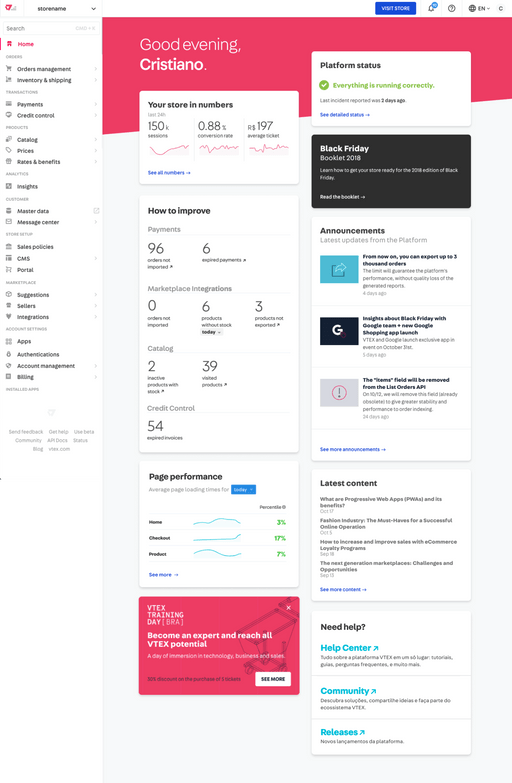 storename
VISIT STORE
EN
C
Search
Home
ORDERS
Orders management
Inventory & shipping
TRANSACTIONS
Payments
Credit control
PRODUCTS
Catalog
Prices
Rates & benefits
ANALYTICS
Insights
CUSTOMER
Master data
Message center
STORE SETUP
Sales policies
CMS
Portal
MARKETPLACE
Suggestions
Sellers
Integrations
ACCOUNT SETTINGS
Apps
Authentications
Account management
Billing
INSTALLED APPS
Send Feedback Get help Use beta
Community API Docs Status
Blog vtex.com
Good evening,
Cristiano.
Your store in numbers
last 24h
150 k
sessions
0.88 %
conversion rate
R$ 197
average ticket
See all numbers →
How to improve
Payments
96
orders not
imported ↗
6
expired payments ↗
Marketplace Integrations
0
orders not
imported
6
products
without stock
today
3
products not
exported ↗
Catalog
2
inactive
products with
stock ↗
39
visited
products ↗
Credit Control
54
expired invoices
Page performance
Average page loading times for today
Percentile
Home 3%
Checkout 17%
Product 7%
See more →
VTEX
TRAINING
DAY[BRA]
Become an expert and reach all
VTEX potential
A day of immersion in technology, business and sales.
30% discount on the purchase of 3 tickets
SEE MORE
Platform status
Everything is running correctly.
Last incident reported was 2 days ago.
See detailed status →
Black Friday
Booklet 2018
Learn how to get your store ready for the 2018 edition of Black
Friday.
Read the booklet →
Announcements
Latest updates from the Platform
From now on, you can export up to 3
thousand orders
The limit will guarantee the platform's
performance, without quality loss of the
generated reports.
4 days ago
Insights about Black Friday with
Google team + new Google
Shopping app launch
VTEX and Google launch exclusive app in
event on October 31st.
5 days ago
The "items" field will be removed
from the List Orders API
On 10/12, we will remove this field (already
obsolete) to give greater stability and
performance to order indexing.
24 days ago
See more announcements →
Latest content
What are Progressive Web Apps (PWAs) and its
benefits?
Oct 17
Fashion Industry: The Must-Haves for a Successful
Online Operation
Oct 5
How to increase and improve sales with eCommerce
Loyalty Programs
Sep 18
The next generation marketplaces: Challenges and
Opportunities
Sep 13
See more content →
Need help?
Help Center ↗
Tudo sobre a plataforma VTEX em um só lugar: tutoriais,
guias, perguntas frequentes, e muito mais.
Community ↗
Descubra soluções, compartilhe ideias e faça parte do
ecosistema VTEX.
Releases ↗
Novos lançamentos da plataforma.